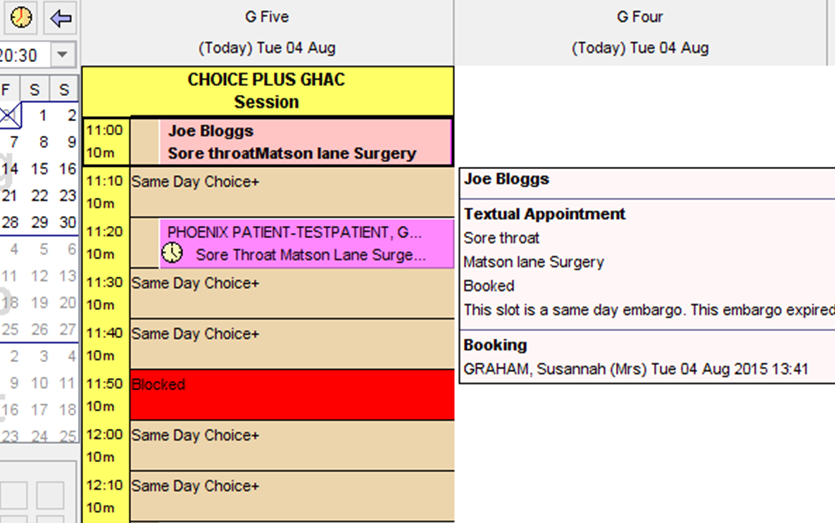 G Five
G Four
(Today) Tue 04 Aug
(Today) Tue 04 Aug
20:30
F S S
1 2
7 8 9
14 15 16
21 22 23
28 29 30
4 5 6
11 12 13
18 19 20
25 26 27
2 3 4
9 10 11
16 17 18
23 24 25
CHOICE PLUS GHAC
Session
11:00 Joe Bloggs
10m Sore throatMatson lane Surgery
11:10 Same Day Choice+
10m
11:20 PHOENIX PATIENT-TESTPATIENT, G...
10m Sore Throat Matson Lane Surge...
11:30 Same Day Choice+
10m
11:40 Same Day Choice+
10m
11:50 Blocked
10m
12:00 Same Day Choice+
10m
12:10 Same Day Choice+
10m
Joe Bloggs
Textual Appointment
Sore throat
Matson lane Surgery
Booked
This slot is a same day embargo. This embargo expired
Booking
GRAHAM, Susannah (Mrs) Tue 04 Aug 2015 13:41